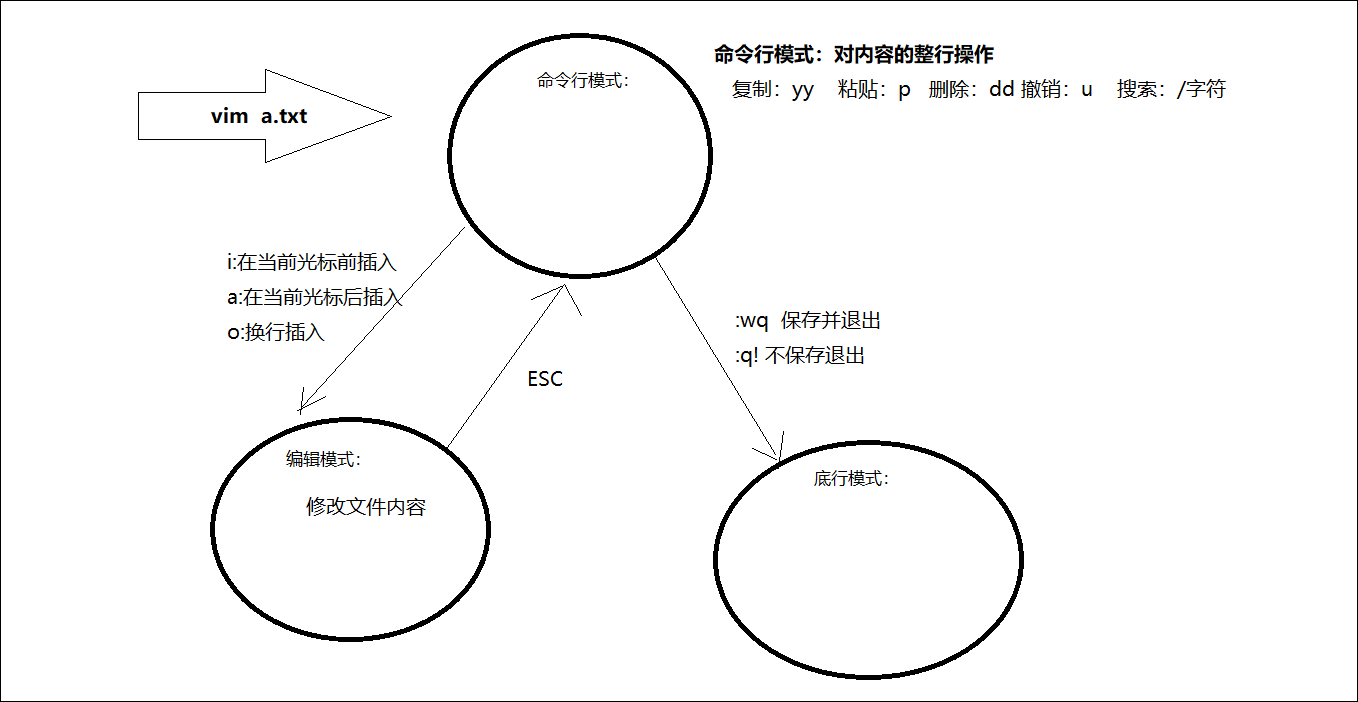 命令行模式：对内容的整行操作
命令行模式：
复制：yy 粘贴：p 删除：dd 撤销：u 搜索：/字符
vim a.txt
i:在当前光标前插入
a:在当前光标后插入
o:换行插入
:wq 保存并退出
:q! 不保存退出
ESC
编辑模式：
修改文件内容
底行模式：